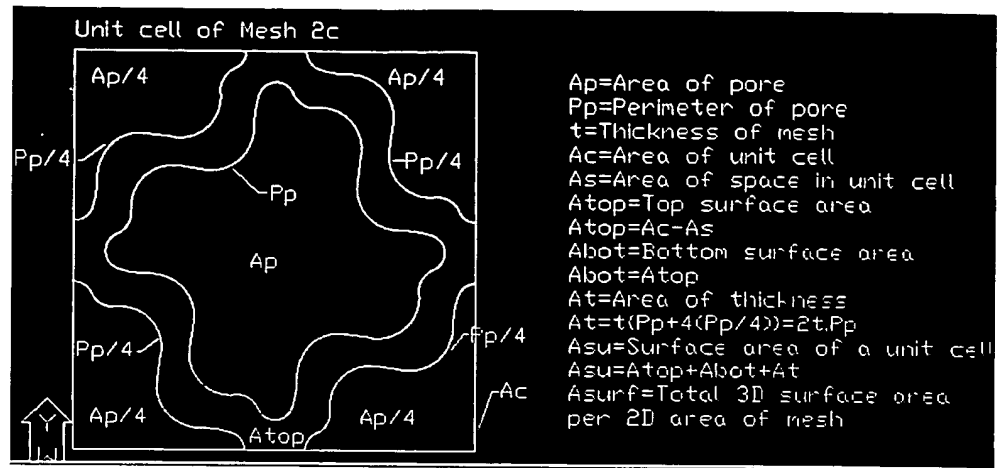 Unit cell of Mesh 2c
Ap/4
Ap/4
Pp/4
Pp/4
Pp
Ap
Pp/4
Pp/4
Ap/4
Ap/4
Atop
Ac
Y
W
Ap=Area of pore
Pp=Perimeter of pore
t=Thickness of mesh
Ac=Area of unit cell
As=Area of space in unit cell
Atop=Top surface area
Atop=Ac-As
Abot=Bottom surface area
Abot=Atop
At=Area of thickness
At=t(Pp+4(Pp/4))=2t.Pp
Asu=Surface area of a unit cell
Asu=Atop+Abot+At
Asurf=Total 3D surface area
per 2D area of mesh